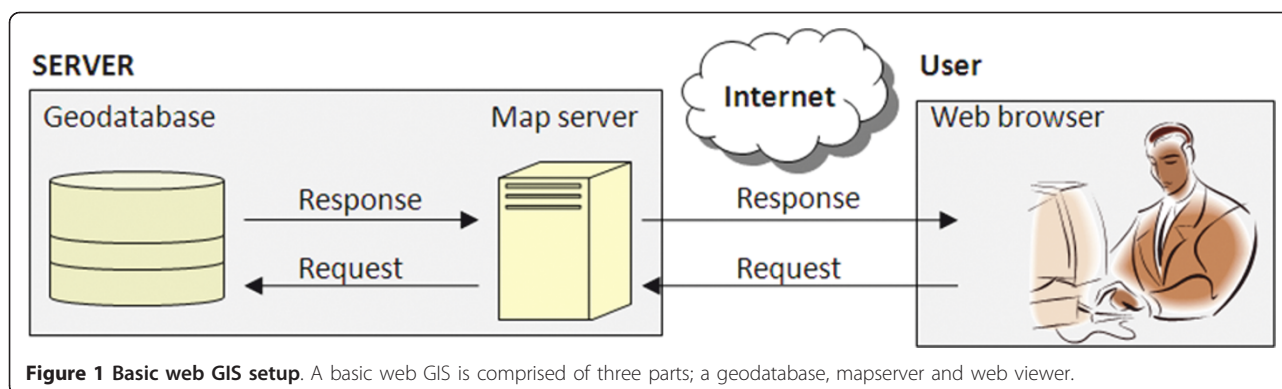 SERVER
Geodatabase
Map server
Response
Request
Internet
Response
Request
User
Web browser
Figure 1 Basic web GIS setup. A basic web GIS is comprised of three parts; a geodatabase, mapserver and web viewer.